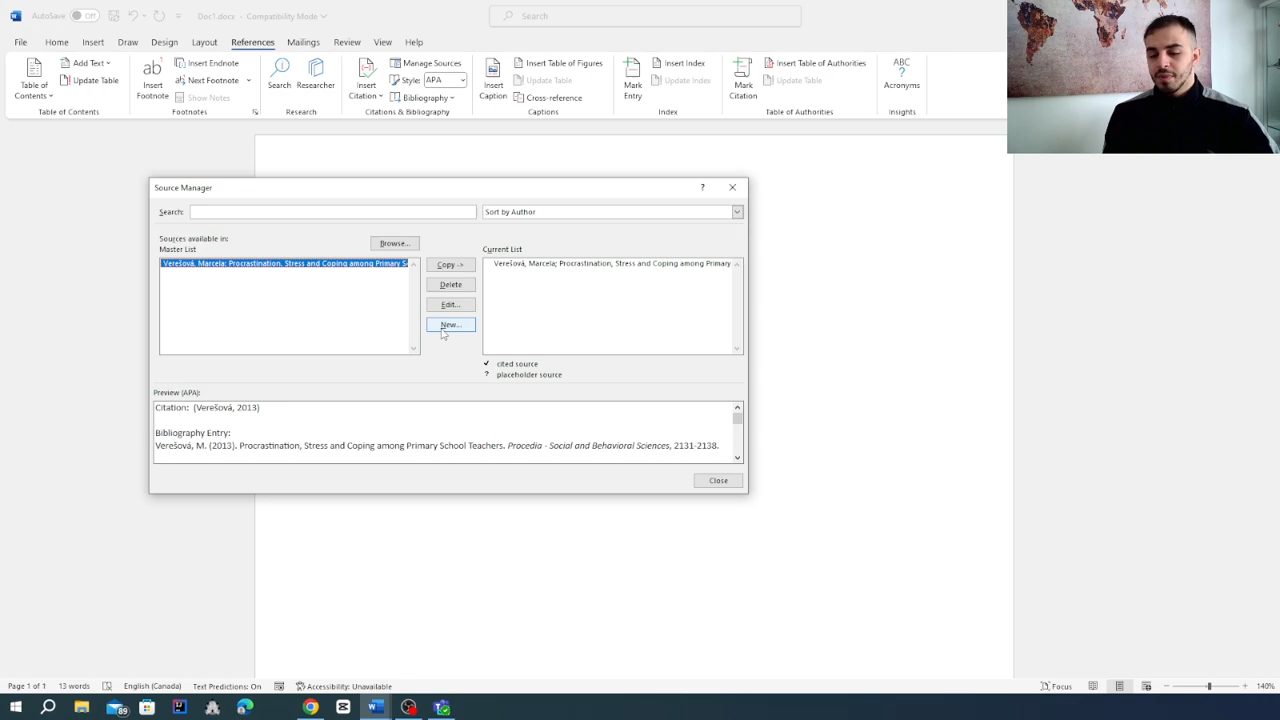 AutoSave Off Doc1.docx - Compatibility Mode Search
File Home Insert Draw Design Layout References Mailings Review View Help
Table of Contents
Add Text
Update Table
Table of Contents
ab
Insert Footnote
Insert Endnote
Next Footnote
Show Notes
Footnotes
Search
Researcher
Research
Insert Citation
Manage Sources
Style: APA
Bibliography
Citations & Bibliography
Insert Caption
Insert Table of Figures
Update Table
Cross-reference
Captions
Mark Entry
Insert Index
Update Index
Index
Mark Citation
Insert Table of Authorities
Update Table
Table of Authorities
ABC
?
Acronyms
Insights
Source Manager ?
Search: Sort by Author
Sources available in:
Master List
Browse...
Current List
Verešová, Marcela; Procrastination, Stress and Coping among Primary S
Copy ->
Delete
Edit...
New...
Verešová, Marcela; Procrastination, Stress and Coping among Primary
cited source
? placeholder source
Preview (APA):
Citation: (Verešová, 2013)
Bibliography Entry:
Verešová, M. (2013). Procrastination, Stress and Coping among Primary School Teachers. Procedia - Social and Behavioral Sciences, 2131-2138.
Close
Page 1 of 1 13 words English (Canada) Text Predictions: On Accessibility: Unavailable Focus 140%
89